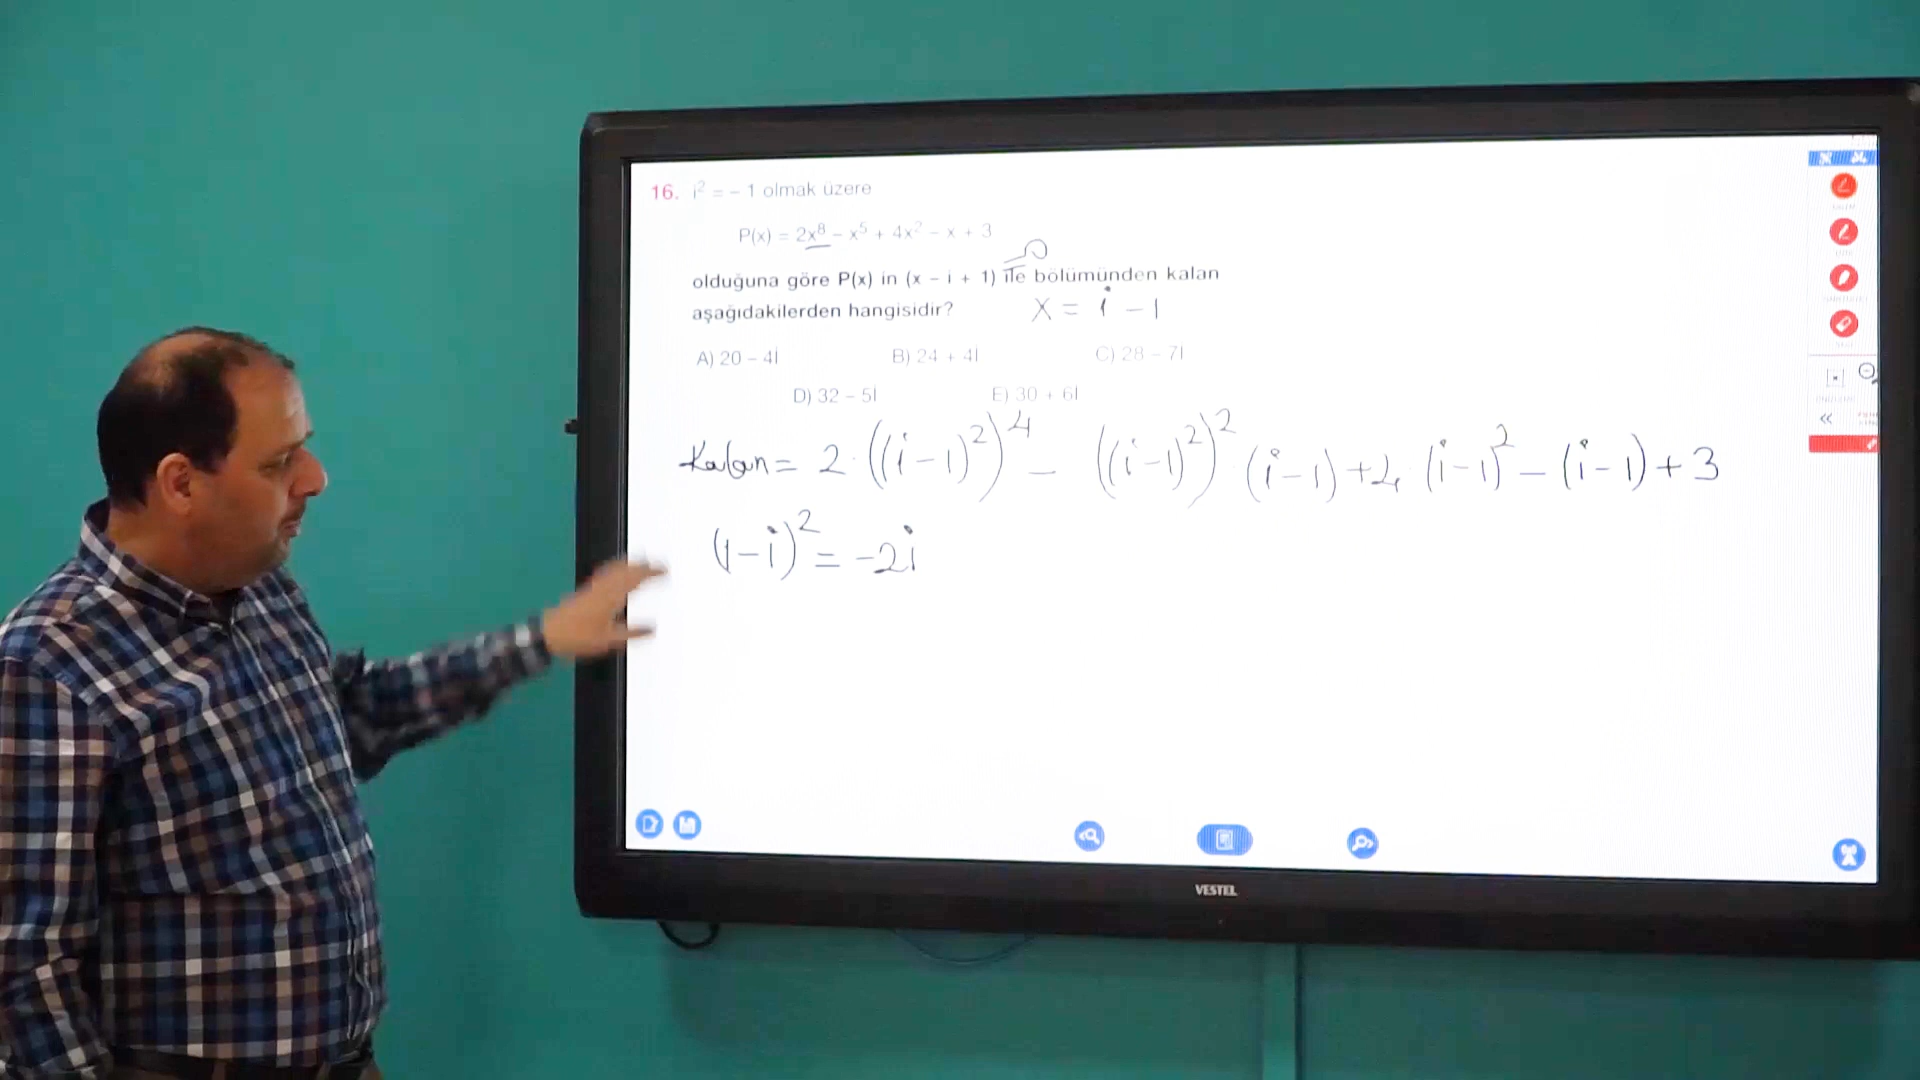 16. i² = – 1 olmak üzere
P(x) = 2x⁸ – x⁵ + 4x² – x + 3
olduğuna göre P(x) in (x – i + 1) ile bölümünden kalan
aşağıdakilerden hangisidir?
x = i – 1
A) 20 – 4i B) 24 + 4i C) 28 – 7i
D) 32 – 5i E) 30 + 6i
Kalan = 2·((i–1)²)⁴ – ((i–1)²)²·(i–1)+4·(i–1)² – (i–1)+3
(1–i)² = –2i
VESTEL